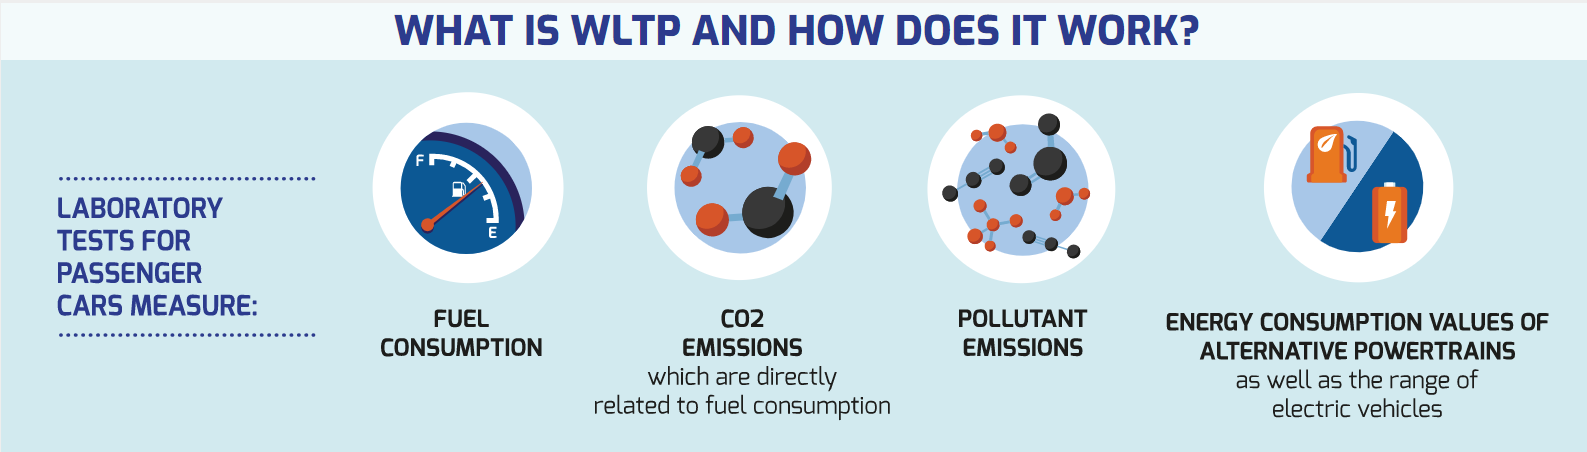 WHAT IS WLTP AND HOW DOES IT WORK?
LABORATORY
TESTS FOR
PASSENGER
CARS MEASURE:
F
E
FUEL
CONSUMPTION
CO2
EMISSIONS
which are directly
related to fuel consumption
POLLUTANT
EMISSIONS
ENERGY CONSUMPTION VALUES OF
ALTERNATIVE POWERTRAINS
as well as the range of
electric vehicles